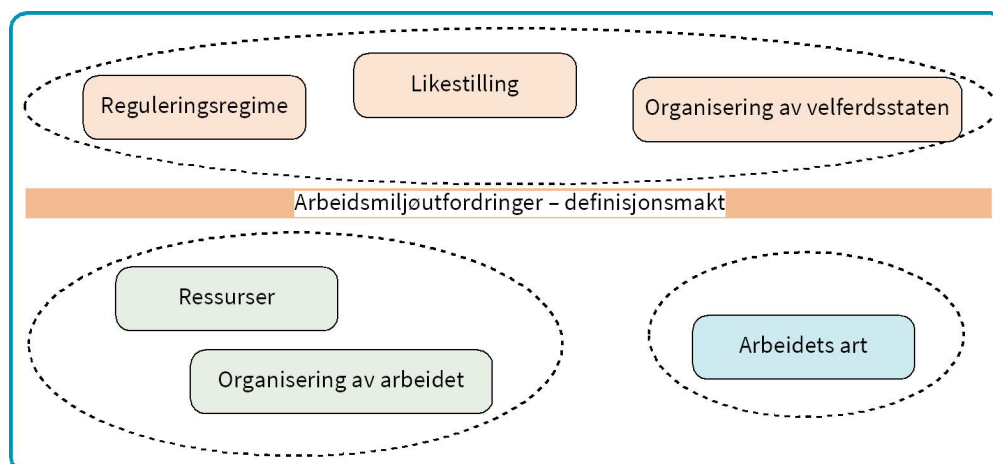 Likestilling
Reguleringsregime
Organisering av velferdsstaten
Arbeidsmiljøutfordringer – definisjonsmakt
Ressurser
Organisering av arbeidet
Arbeidets art